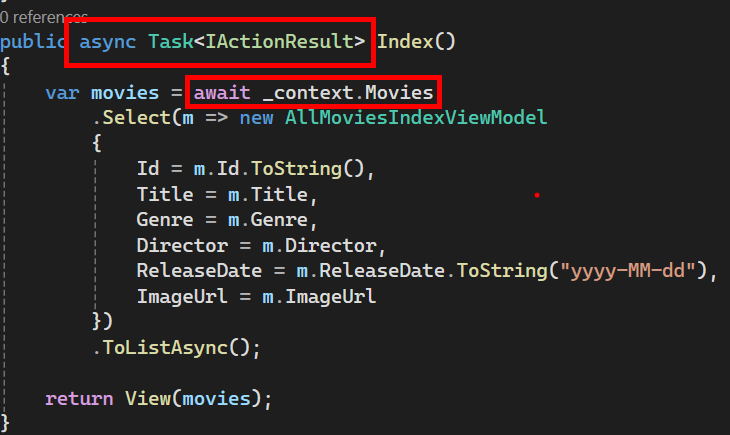 0 references
public async Task<IActionResult> Index()
{
    var movies = await _context.Movies
        .Select(m => new AllMoviesIndexViewModel
        {
            Id = m.Id.ToString(),
            Title = m.Title,
            Genre = m.Genre,
            Director = m.Director,
            ReleaseDate = m.ReleaseDate.ToString("yyyy-MM-dd"),
            ImageUrl = m.ImageUrl
        })
        .ToListAsync();

    return View(movies);
}